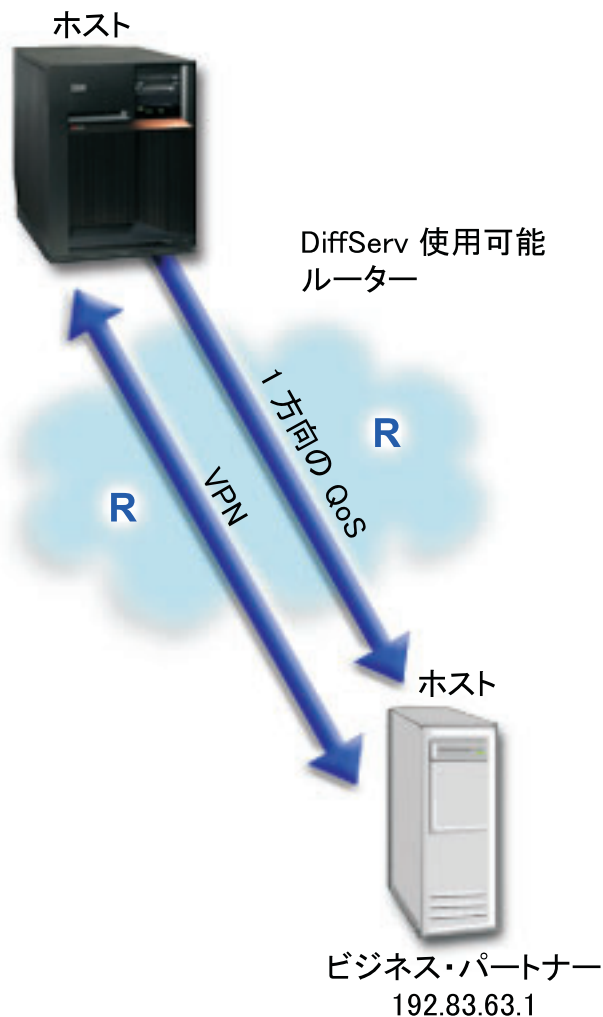 ホスト
DiffServ 使用可能
ルーター
1 方向の QoS
R
R
VPN
ホスト
ビジネス・パートナー
192.83.63.1